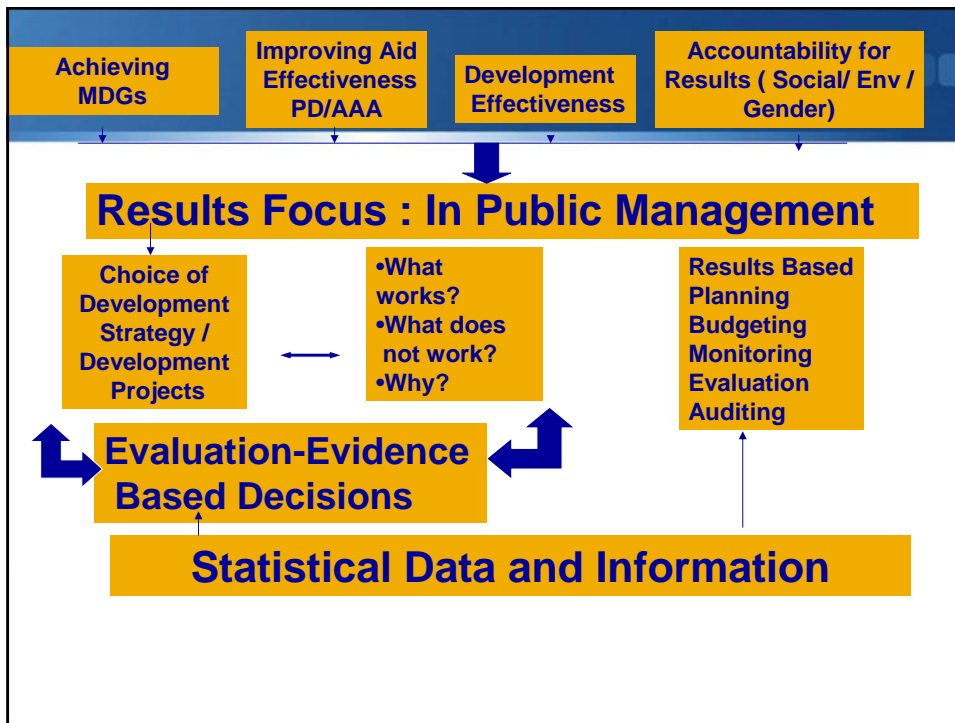 Achieving
MDGs
Improving Aid
Effectiveness
PD/AAA
Development
Effectiveness
Accountability for
Results ( Social/ Env /
Gender)
Results Focus : In Public Management
Choice of
Development
Strategy /
Development
Projects
•What
works?
•What does
not work?
•Why?
Results Based
Planning
Budgeting
Monitoring
Evaluation
Auditing
Evaluation-Evidence
Based Decisions
Statistical Data and Information